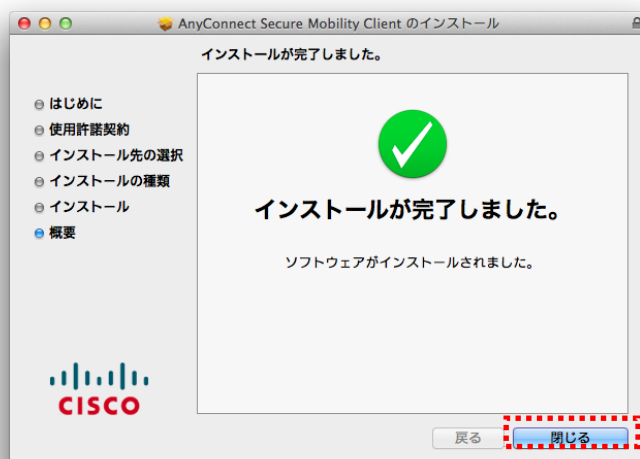 AnyConnect Secure Mobility Client のインストール
インストールが完了しました。
はじめに
使用許諾契約
インストール先の選択
インストールの種類
インストール
概要
インストールが完了しました。
ソフトウェアがインストールされました。
CISCO
戻る
閉じる